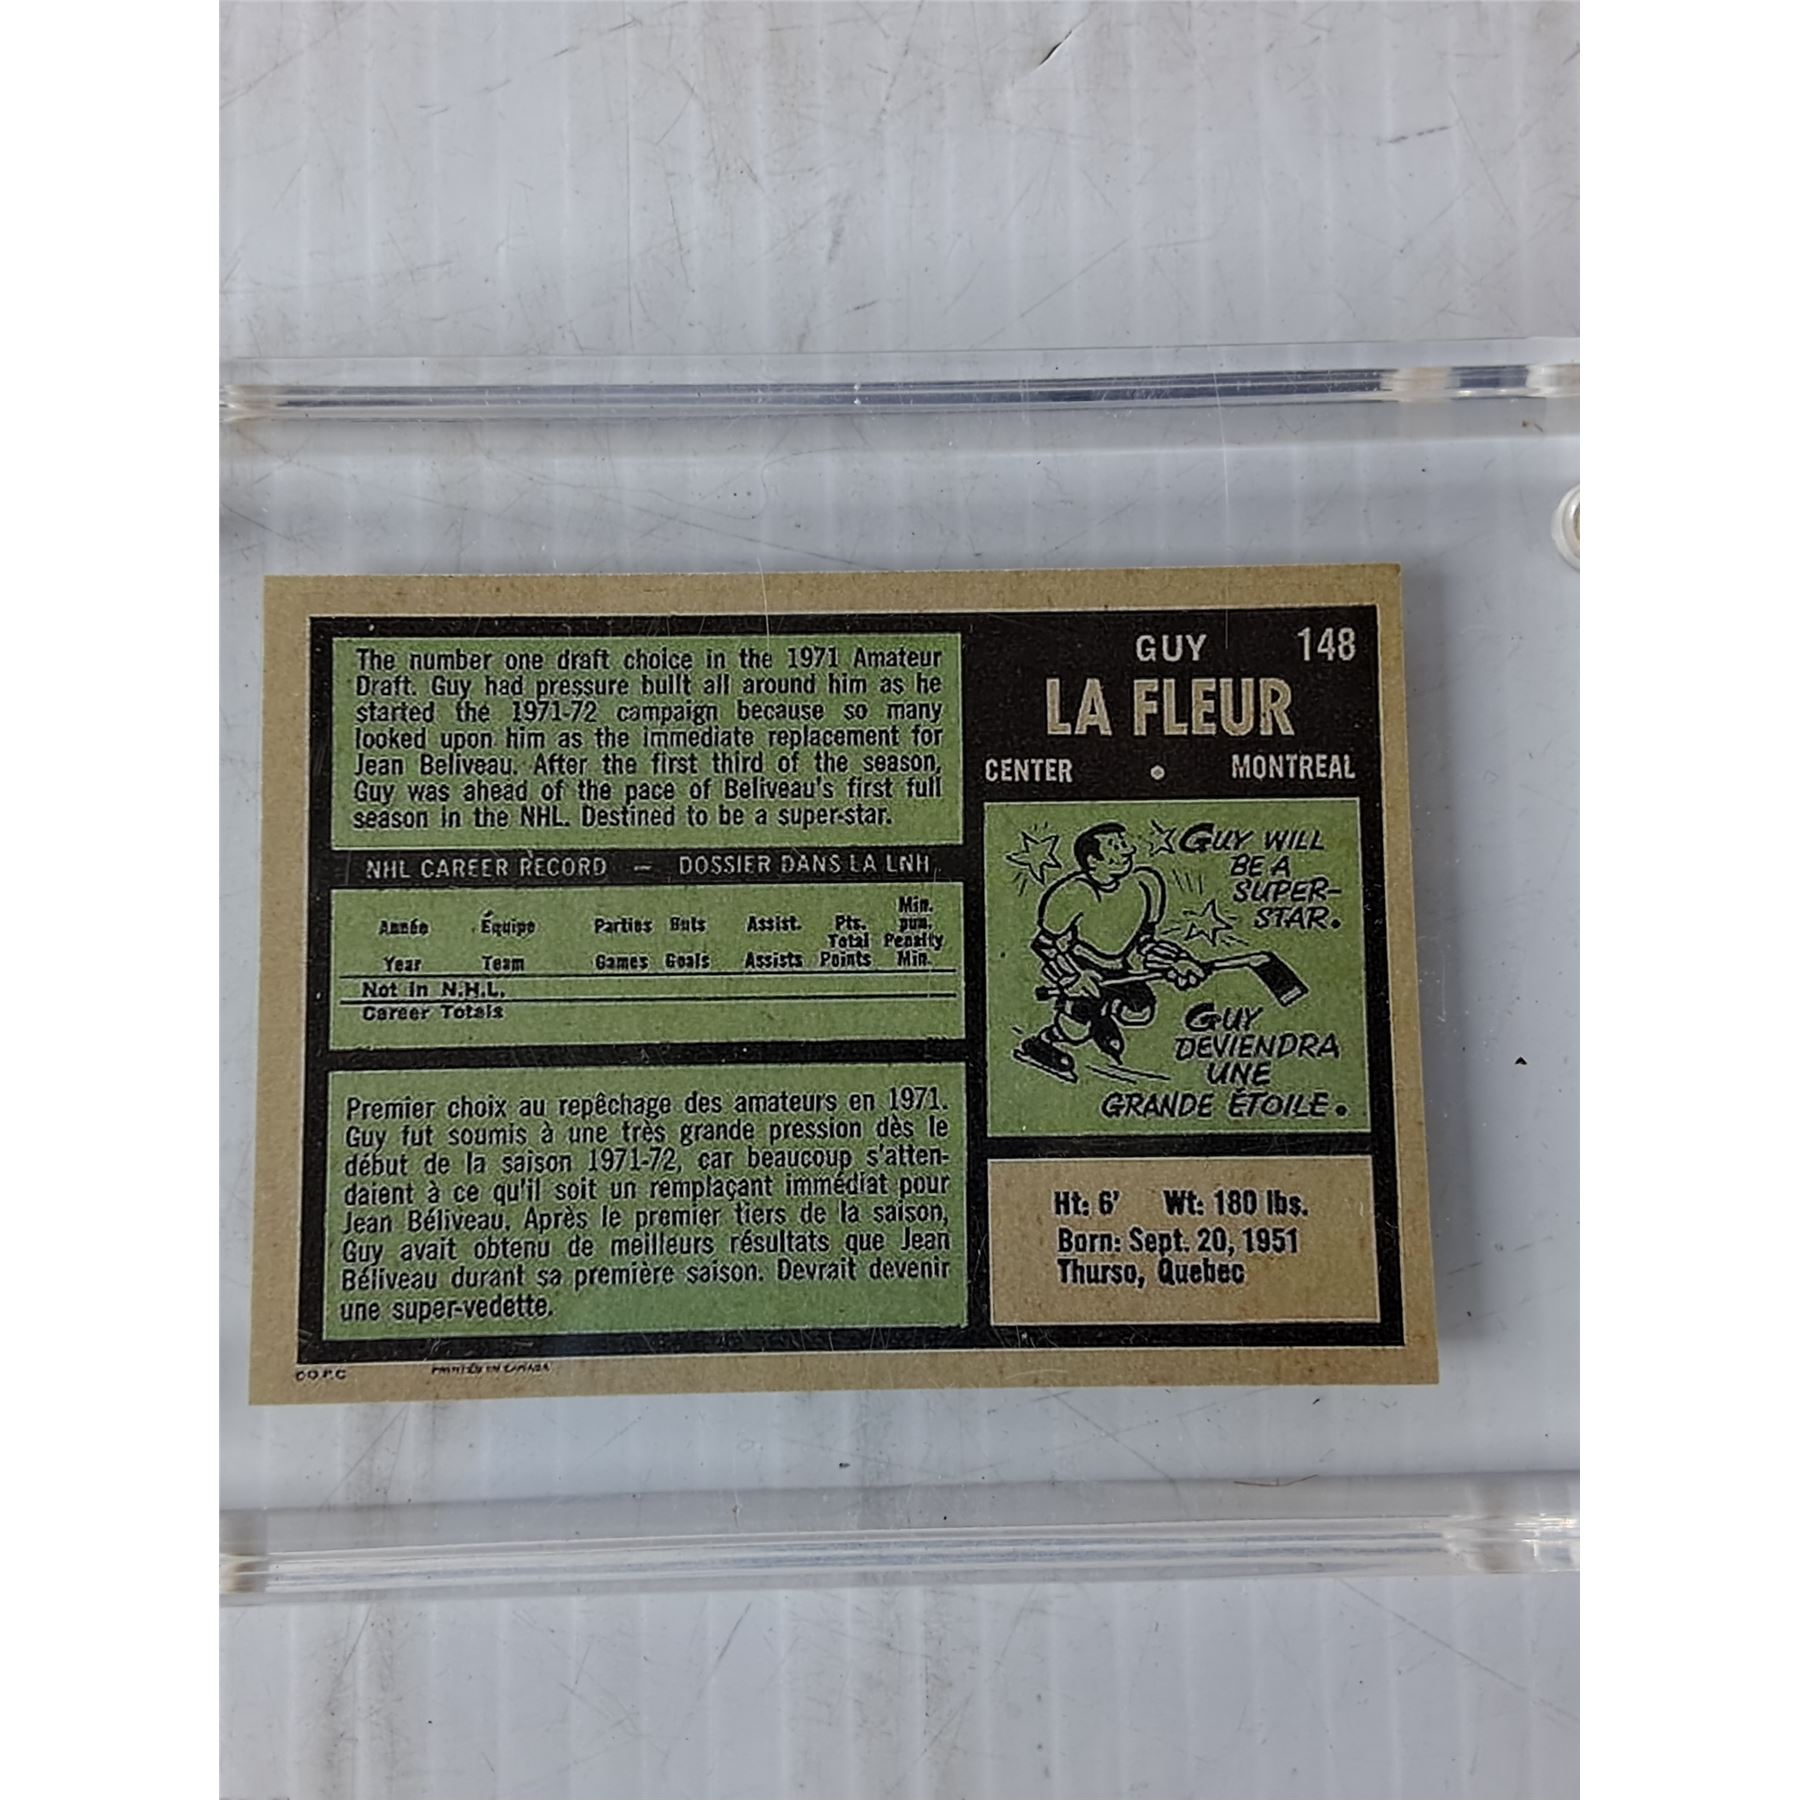 The number one draft choice in the 1971 Amateur
Draft. Guy had pressure built all around him as he
started the 1971-72 campaign because so many
looked upon him as the immediate replacement for
Jean Beliveau. After the first third of the season,
Guy was ahead of the pace of Beliveau's first full
season in the NHL. Destined to be a super-star.
NHL CAREER RECORD — DOSSIER DANS LA LNH
Année Équipe Parties Buts Assist. Pts. Total Min. pun. Penality
Year Team Games Goals Assists Points Min.
Not in N.H.L.
Career Totals
Premier choix au repêchage des amateurs en 1971.
Guy fut soumis à une très grande pression dès le
début de la saison 1971-72, car beaucoup s'atten-
daient à ce qu'il soit un remplaçant immédiat pour
Jean Béliveau. Après le premier tiers de la saison,
Guy avait obtenu de meilleurs résultats que Jean
Béliveau durant sa première saison. Devrait devenir
une super-vedette.
PRINTED IN CANADA
GUY 148
LA FLEUR
CENTER • MONTREAL
GUY WILL
BE A
SUPER-
STAR.
GUY
DEVIENDRA
UNE
GRANDE ÉTOILE.
Ht: 6' Wt: 180 lbs.
Born: Sept. 20, 1951
Thurso, Quebec